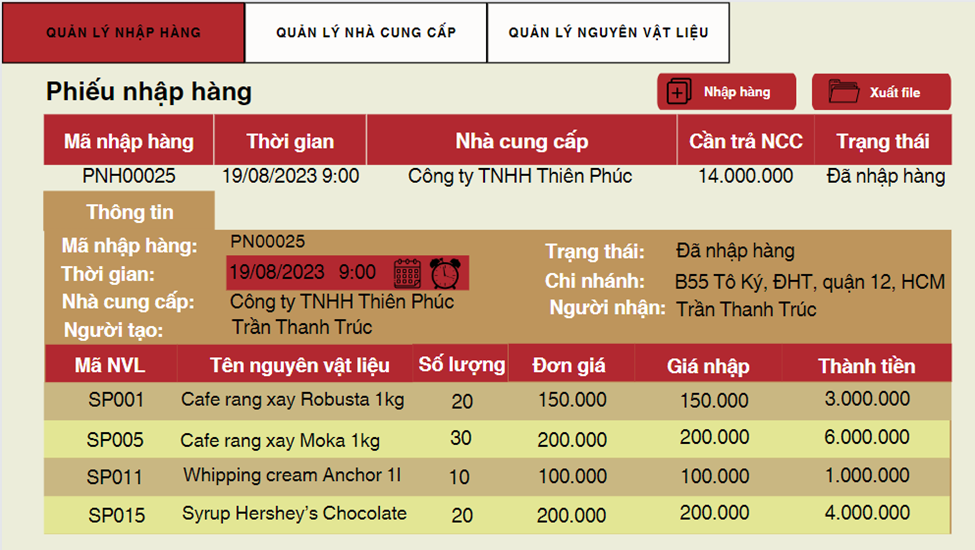 QUẢN LÝ NHẬP HÀNG QUẢN LÝ NHÀ CUNG CẤP QUẢN LÝ NGUYÊN VẬT LIỆU
Phiếu nhập hàng Nhập hàng Xuất file
Mã nhập hàng Thời gian Nhà cung cấp Cần trả NCC Trạng thái
PNH00025 19/08/2023 9:00 Công ty TNHH Thiên Phúc 14.000.000 Đã nhập hàng
Thông tin
Mã nhập hàng: PN00025 Trạng thái: Đã nhập hàng
Thời gian: 19/08/2023 9:00 Chi nhánh: B55 Tô Ký, ĐHT, quận 12, HCM
Nhà cung cấp: Công ty TNHH Thiên Phúc Người nhận: Trần Thanh Trúc
Người tạo: Trần Thanh Trúc
Mã NVL Tên nguyên vật liệu Số lượng Đơn giá Giá nhập Thành tiền
SP001 Cafe rang xay Robusta 1kg 20 150.000 150.000 3.000.000
SP005 Cafe rang xay Moka 1kg 30 200.000 200.000 6.000.000
SP011 Whipping cream Anchor 1l 10 100.000 100.000 1.000.000
SP015 Syrup Hershey's Chocolate 20 200.000 200.000 4.000.000